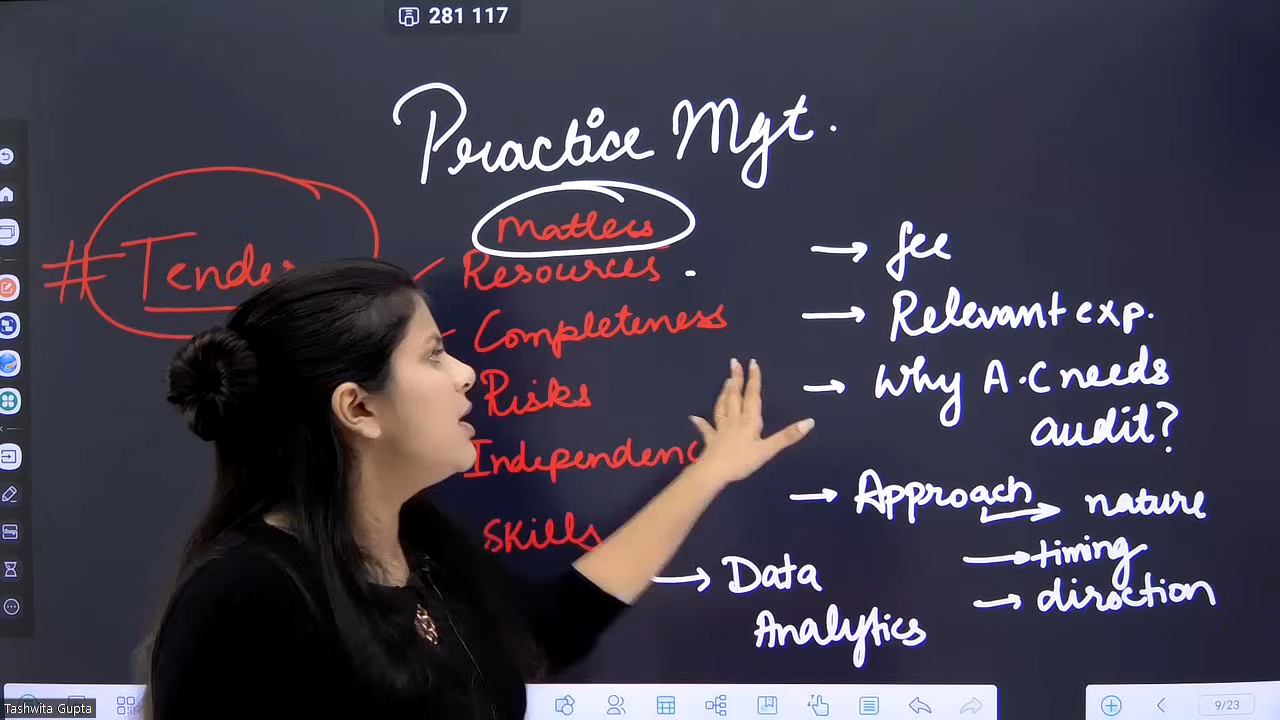 281 117
Practice Mgt.
Matters
# Tender
Resources
Completeness
Risks
Independenc
Skills
→ fee
→ Relevant exp.
→ Why A.C needs
audit?
→ Approach → nature
→ timing
→ direction
→ Data
Analytics
Tashwita Gupta
9/23